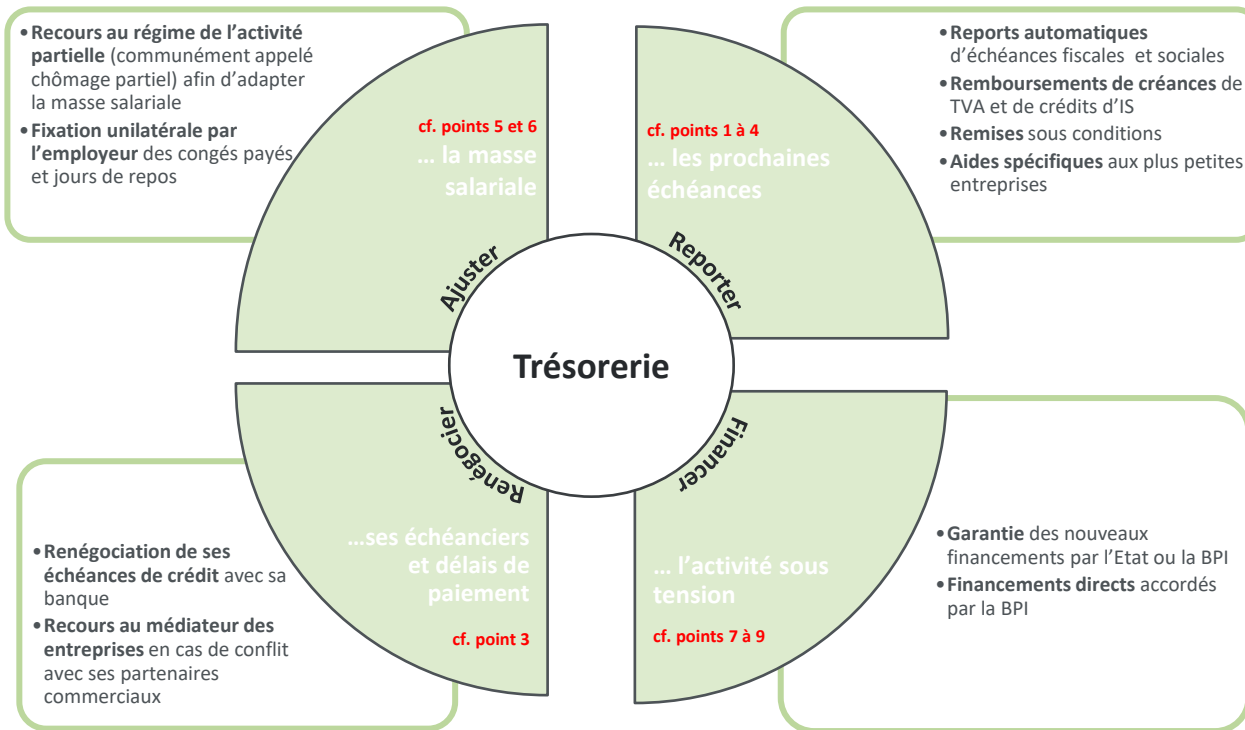 •Recours au régime de l'activité
partielle (communément appelé
chômage partiel) afin d'adapter
la masse salariale
•Fixation unilatérale par
l'employeur des congés payés
et jours de repos
cf. points 5 et 6
... la masse
salariale
Ajuster
•Reports automatiques
d'échéances fiscales et sociales
•Remboursements de créances de
TVA et de crédits d'IS
•Remises sous conditions
•Aides spécifiques aux plus petites
entreprises
cf. points 1 à 4
... les prochaines
échéances
Reporter
Trésorerie
Renégocier
...ses échéanciers
et délais de
paiement
cf. point 3
•Renégociation de ses
échéances de crédit avec sa
banque
•Recours au médiateur des
entreprises en cas de conflit
avec ses partenaires
commerciaux
Financer
... l'activité sous
tension
cf. points 7 à 9
•Garantie des nouveaux
financements par l'Etat ou la BPI
•Financements directs accordés
par la BPI